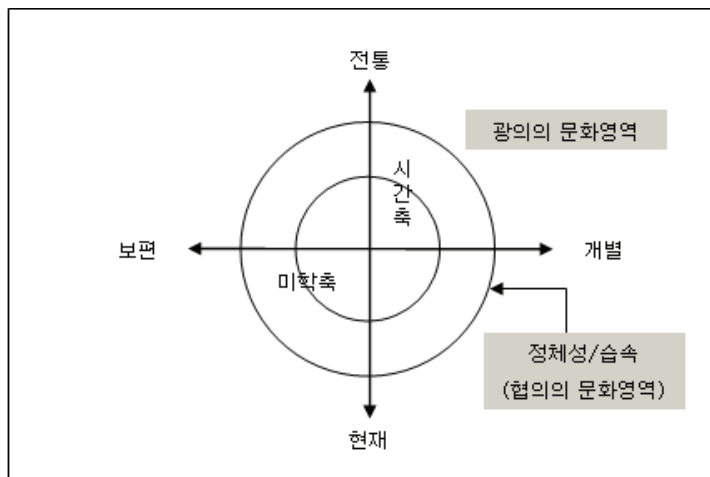 전통
광의의 문화영역
시간축
보편
개별
미학축
정체성/습속
(협의의 문화영역)
현재